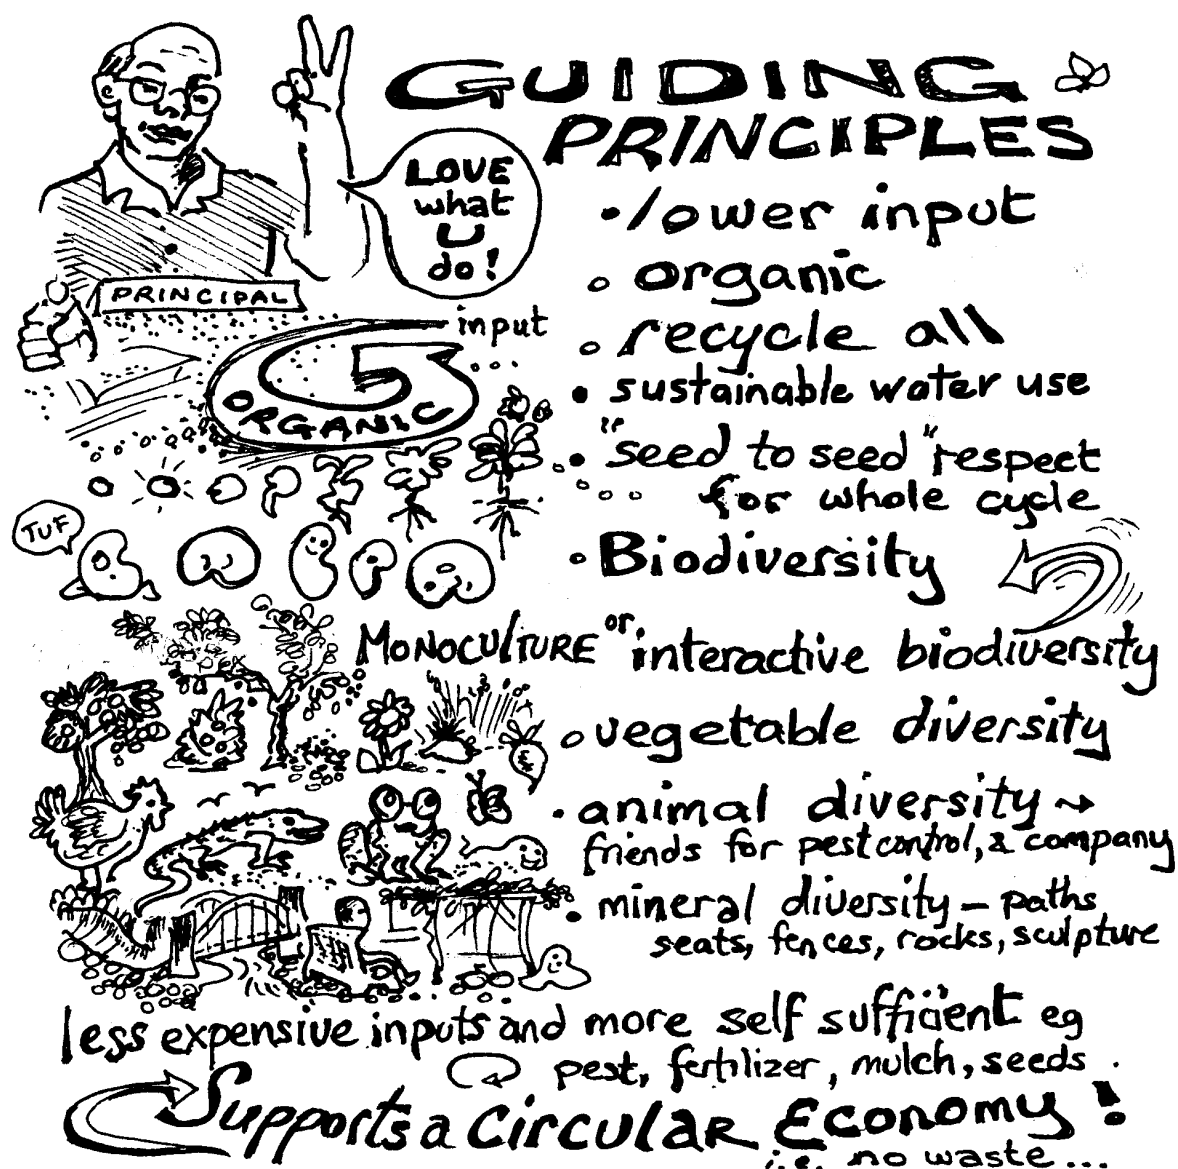 GUIDING
PRINCIPLES
LOVE
what
U
do!
PRINCIPAL
• lower input
input
ORGANIC
◦ organic
◦ recycle all
• sustainable water use
• "seed to seed" respect
for whole cycle
TUF
◦ Biodiversity
MONOCULTURE or interactive biodiversity
◦ vegetable diversity
• animal diversity →
friends for pest control, & company
• mineral diversity – paths
seats, fences, rocks, sculpture
less expensive inputs and more self sufficient eg
pest, fertilizer, mulch, seeds.
Supports a circular Economy!
i.e. no waste...